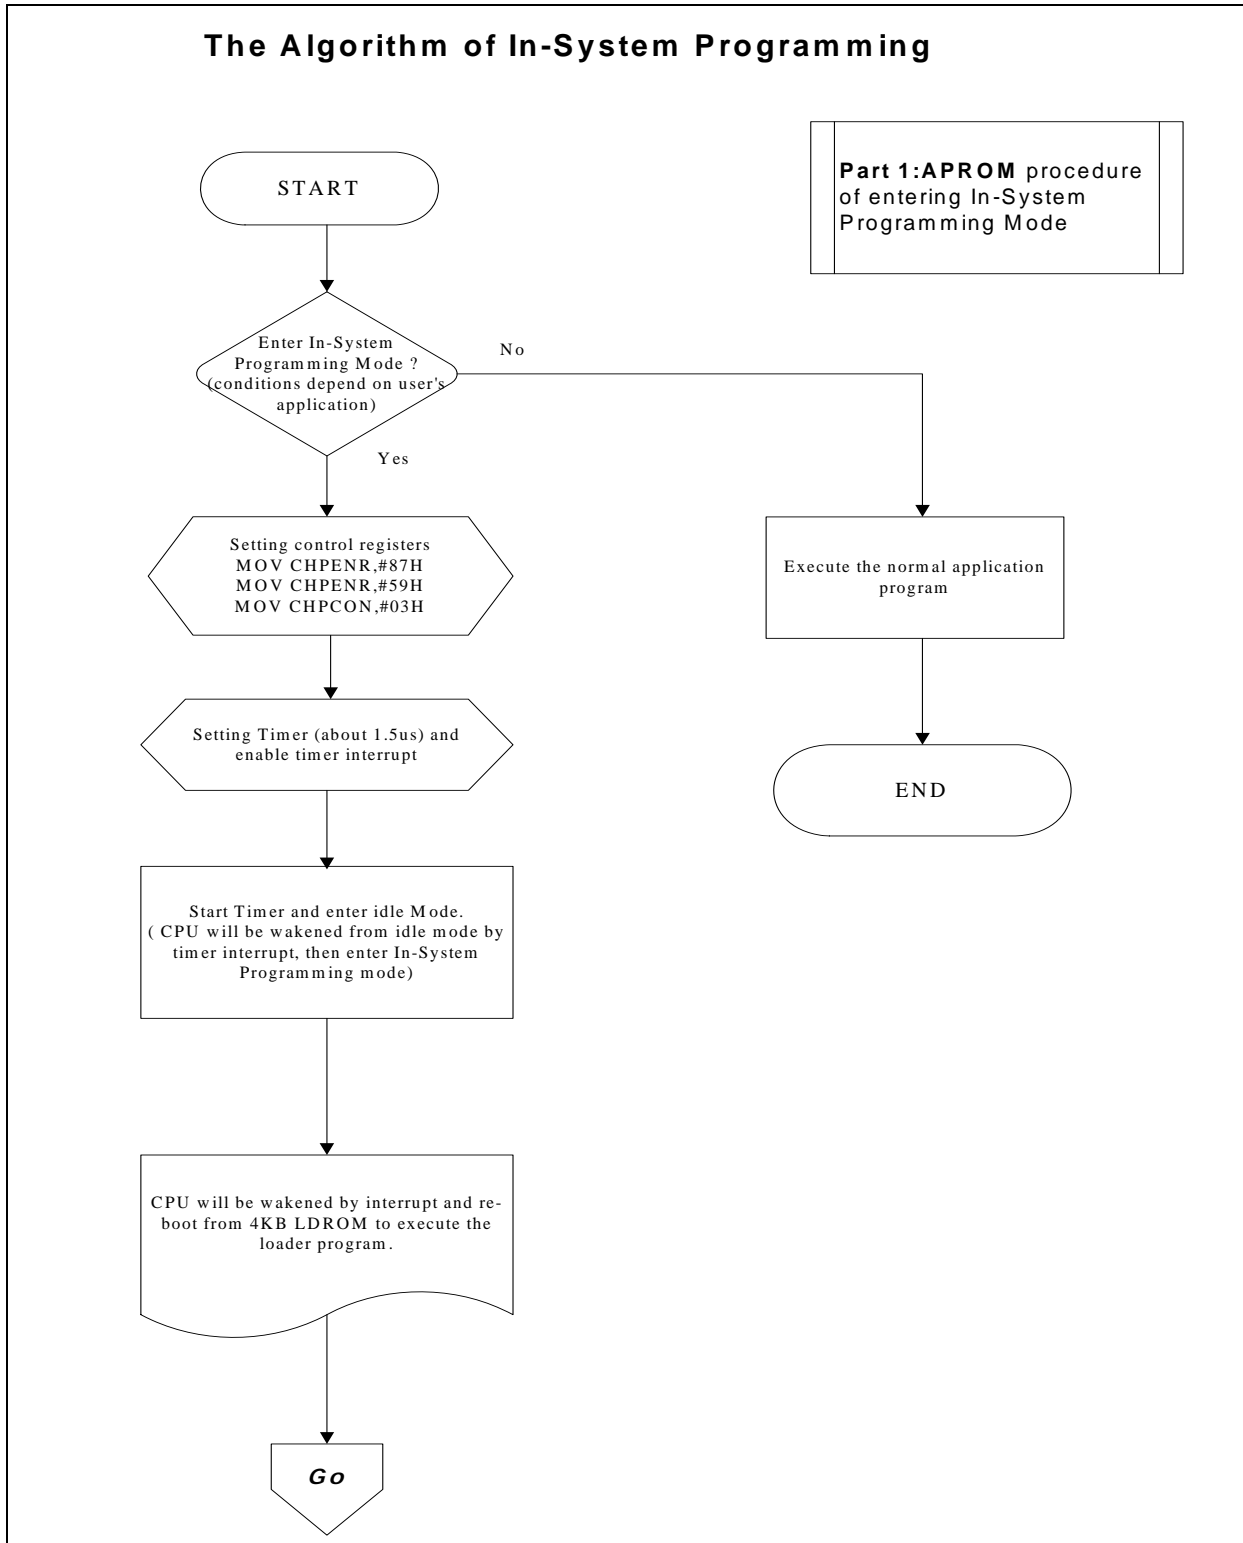 The Algorithm of In-System Programming
Part 1:APROM procedure
of entering In-System
Programming Mode
START
Enter In-System
Programming Mode ?
(conditions depend on user's
application)
No
Yes
Setting control registers
MOV CHPENR,#87H
MOV CHPENR,#59H
MOV CHPCON,#03H
Execute the normal application
program
Setting Timer (about 1.5us) and
enable timer interrupt
END
Start Timer and enter idle Mode.
( CPU will be wakened from idle mode by
timer interrupt, then enter In-System
Programming mode)
CPU will be wakened by interrupt and re-
boot from 4KB LDROM to execute the
loader program.
Go